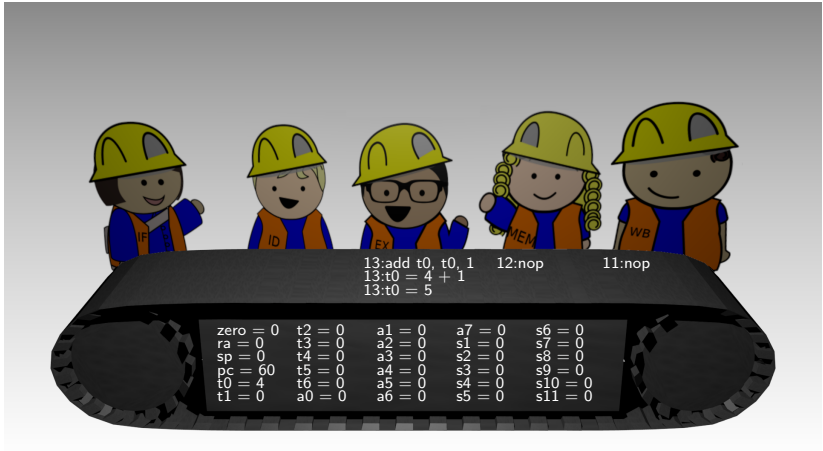 IF
ID
EX
MEM
WB
13:add t0, t0, 1 12:nop 11:nop
13:t0 = 4 + 1
13:t0 = 5
zero = 0 t2 = 0 a1 = 0 a7 = 0 s6 = 0
ra = 0 t3 = 0 a2 = 0 s1 = 0 s7 = 0
sp = 0 t4 = 0 a3 = 0 s2 = 0 s8 = 0
pc = 60 t5 = 0 a4 = 0 s3 = 0 s9 = 0
t0 = 4 t6 = 0 a5 = 0 s4 = 0 s10 = 0
t1 = 0 a0 = 0 a6 = 0 s5 = 0 s11 = 0